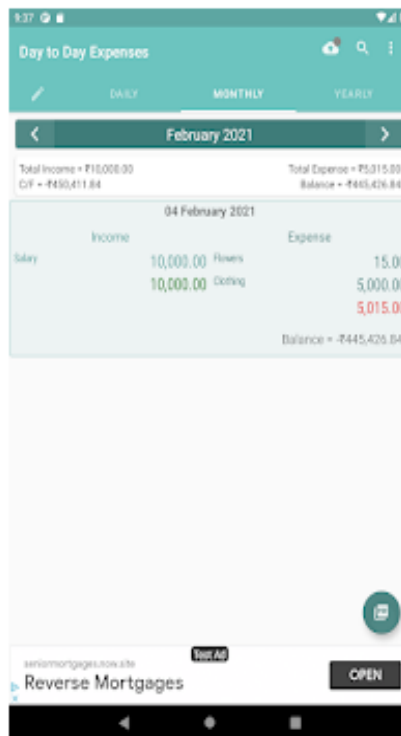 9:37
Day to Day Expenses
DAILY MONTHLY YEARLY
February 2021
Total Income = ₹10,000.00 Total Expense = ₹5,015.00
C/F = -₹450,411.84 Balance = -₹445,426.84
04 February 2021
Income Expense
Salary 10,000.00 Flowers 15.0
10,000.00 Clothing 5,000.0
5,015.0
Balance = -₹445,426.84
Test Ad
seniormortgages.now.site
Reverse Mortgages
OPEN